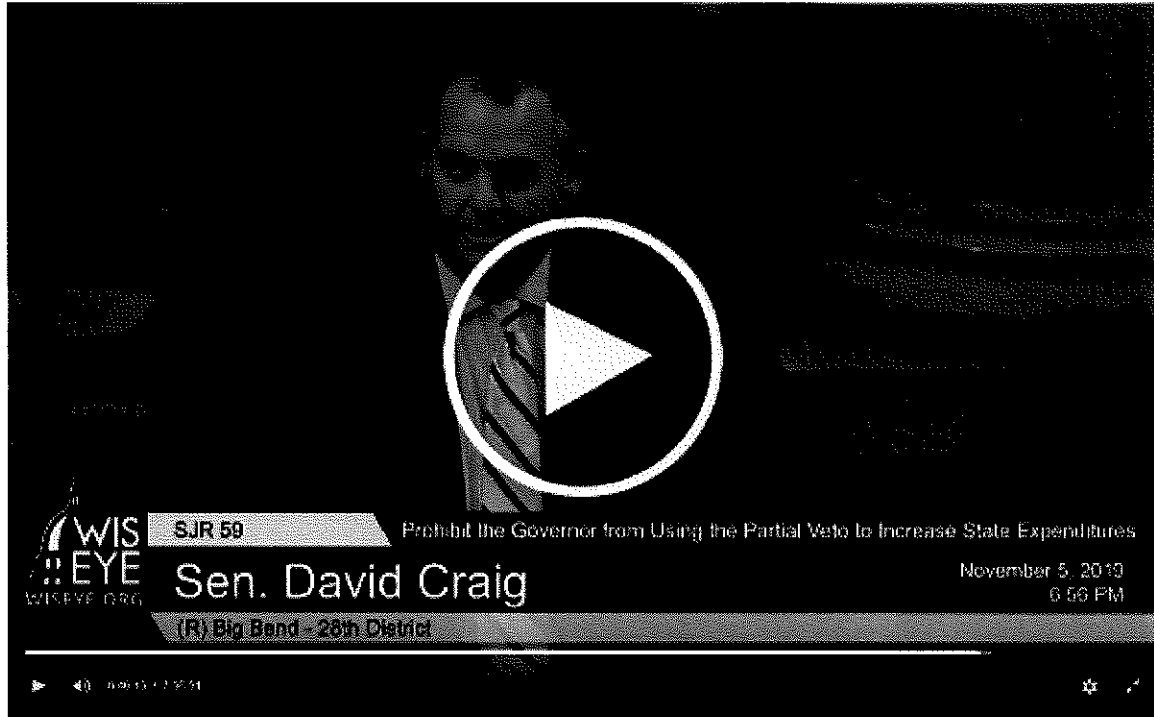 SJR 59
Prohibit the Governor from Using the Partial Veto to Increase State Expenditures
WIS
EYE
WISEYE.ORG
Sen. David Craig
November 5, 2019
6:56 PM
(R) Big Bend - 28th District